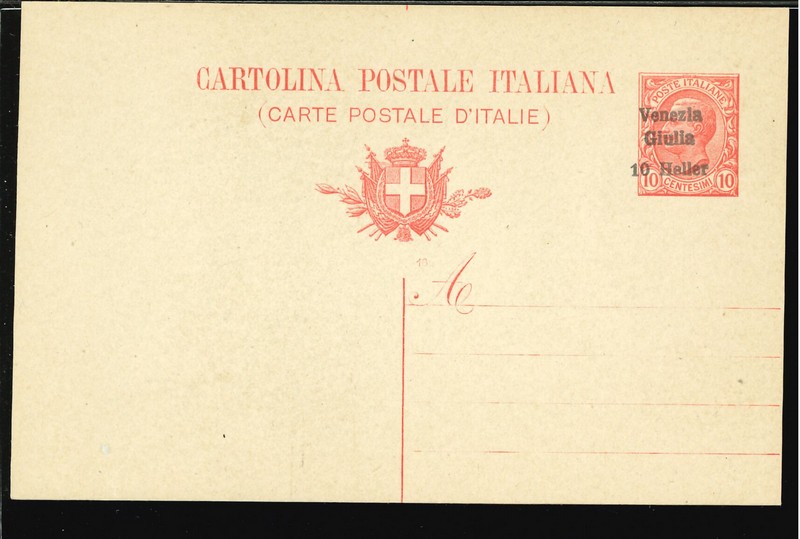 CARTOLINA POSTALE ITALIANA
(CARTE POSTALE D'ITALIE)
POSTE ITALIANE
Venezia
Giulia
10 Heller
10 CENTESIMI 10
A